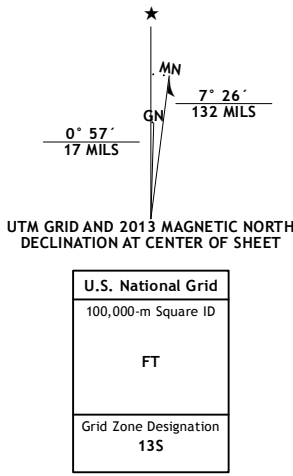 ★
MN
7° 26´
132 MILS
GN
0° 57´
17 MILS
UTM GRID AND 2013 MAGNETIC NORTH
DECLINATION AT CENTER OF SHEET
U.S. National Grid
100,000-m Square ID
FT
Grid Zone Designation
13S